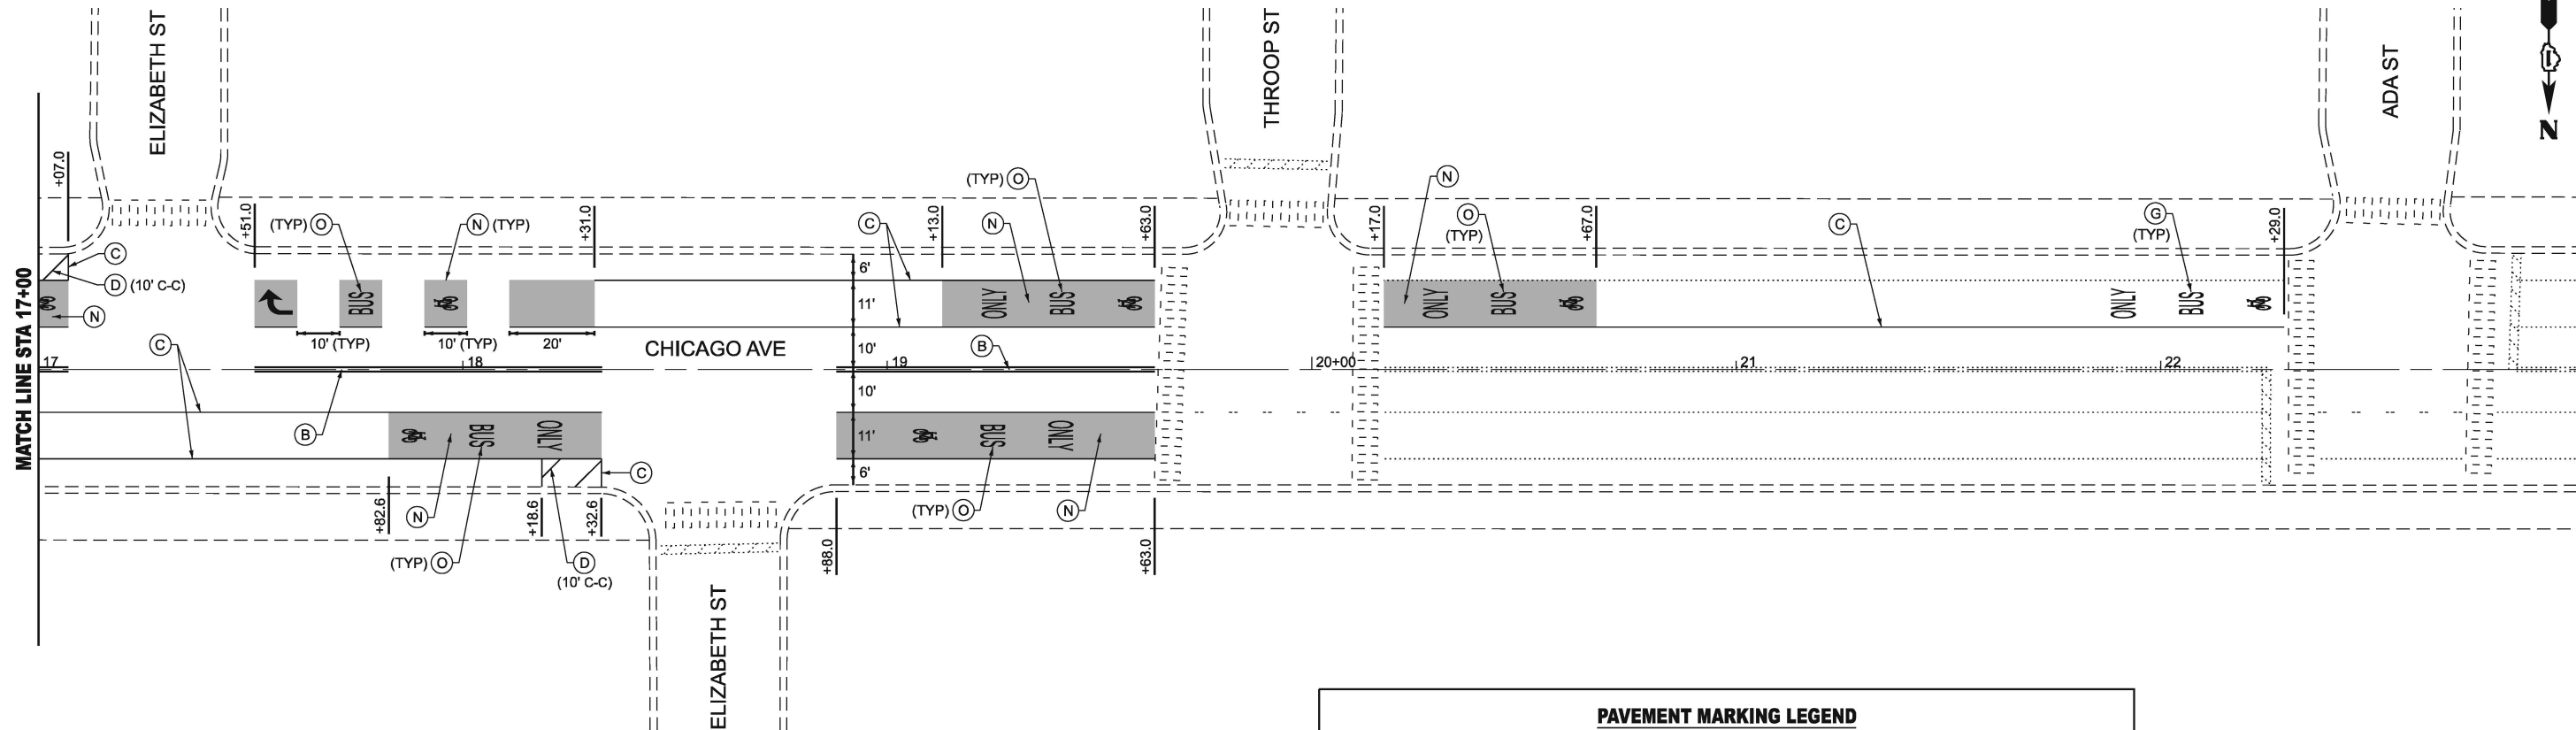 ELIZABETH ST
THROOP ST
ADA ST
N
+07.0
+51.0
(TYP) O
N (TYP)
+31.0
(TYP) O
C
+13.0
N
+63.0
N
+17.0
O
(TYP)
+67.0
C
G
(TYP)
+29.0
C
D (10' C-C)
N
BUS
6'
11'
ONLY
BUS
ONLY
BUS
ONLY
BUS
10' (TYP)
10' (TYP)
20'
CHICAGO AVE
10'
B
C
MATCH LINE STA 17+00
17
18
19
20+00
21
22
10'
B
BUS
ONLY
11'
BUS
ONLY
6'
C
+82.6
N
+18.6
+32.6
(TYP) O
N
(TYP) O
D
(10' C-C)
+88.0
+63.0
ELIZABETH ST
PAVEMENT MARKING LEGEND